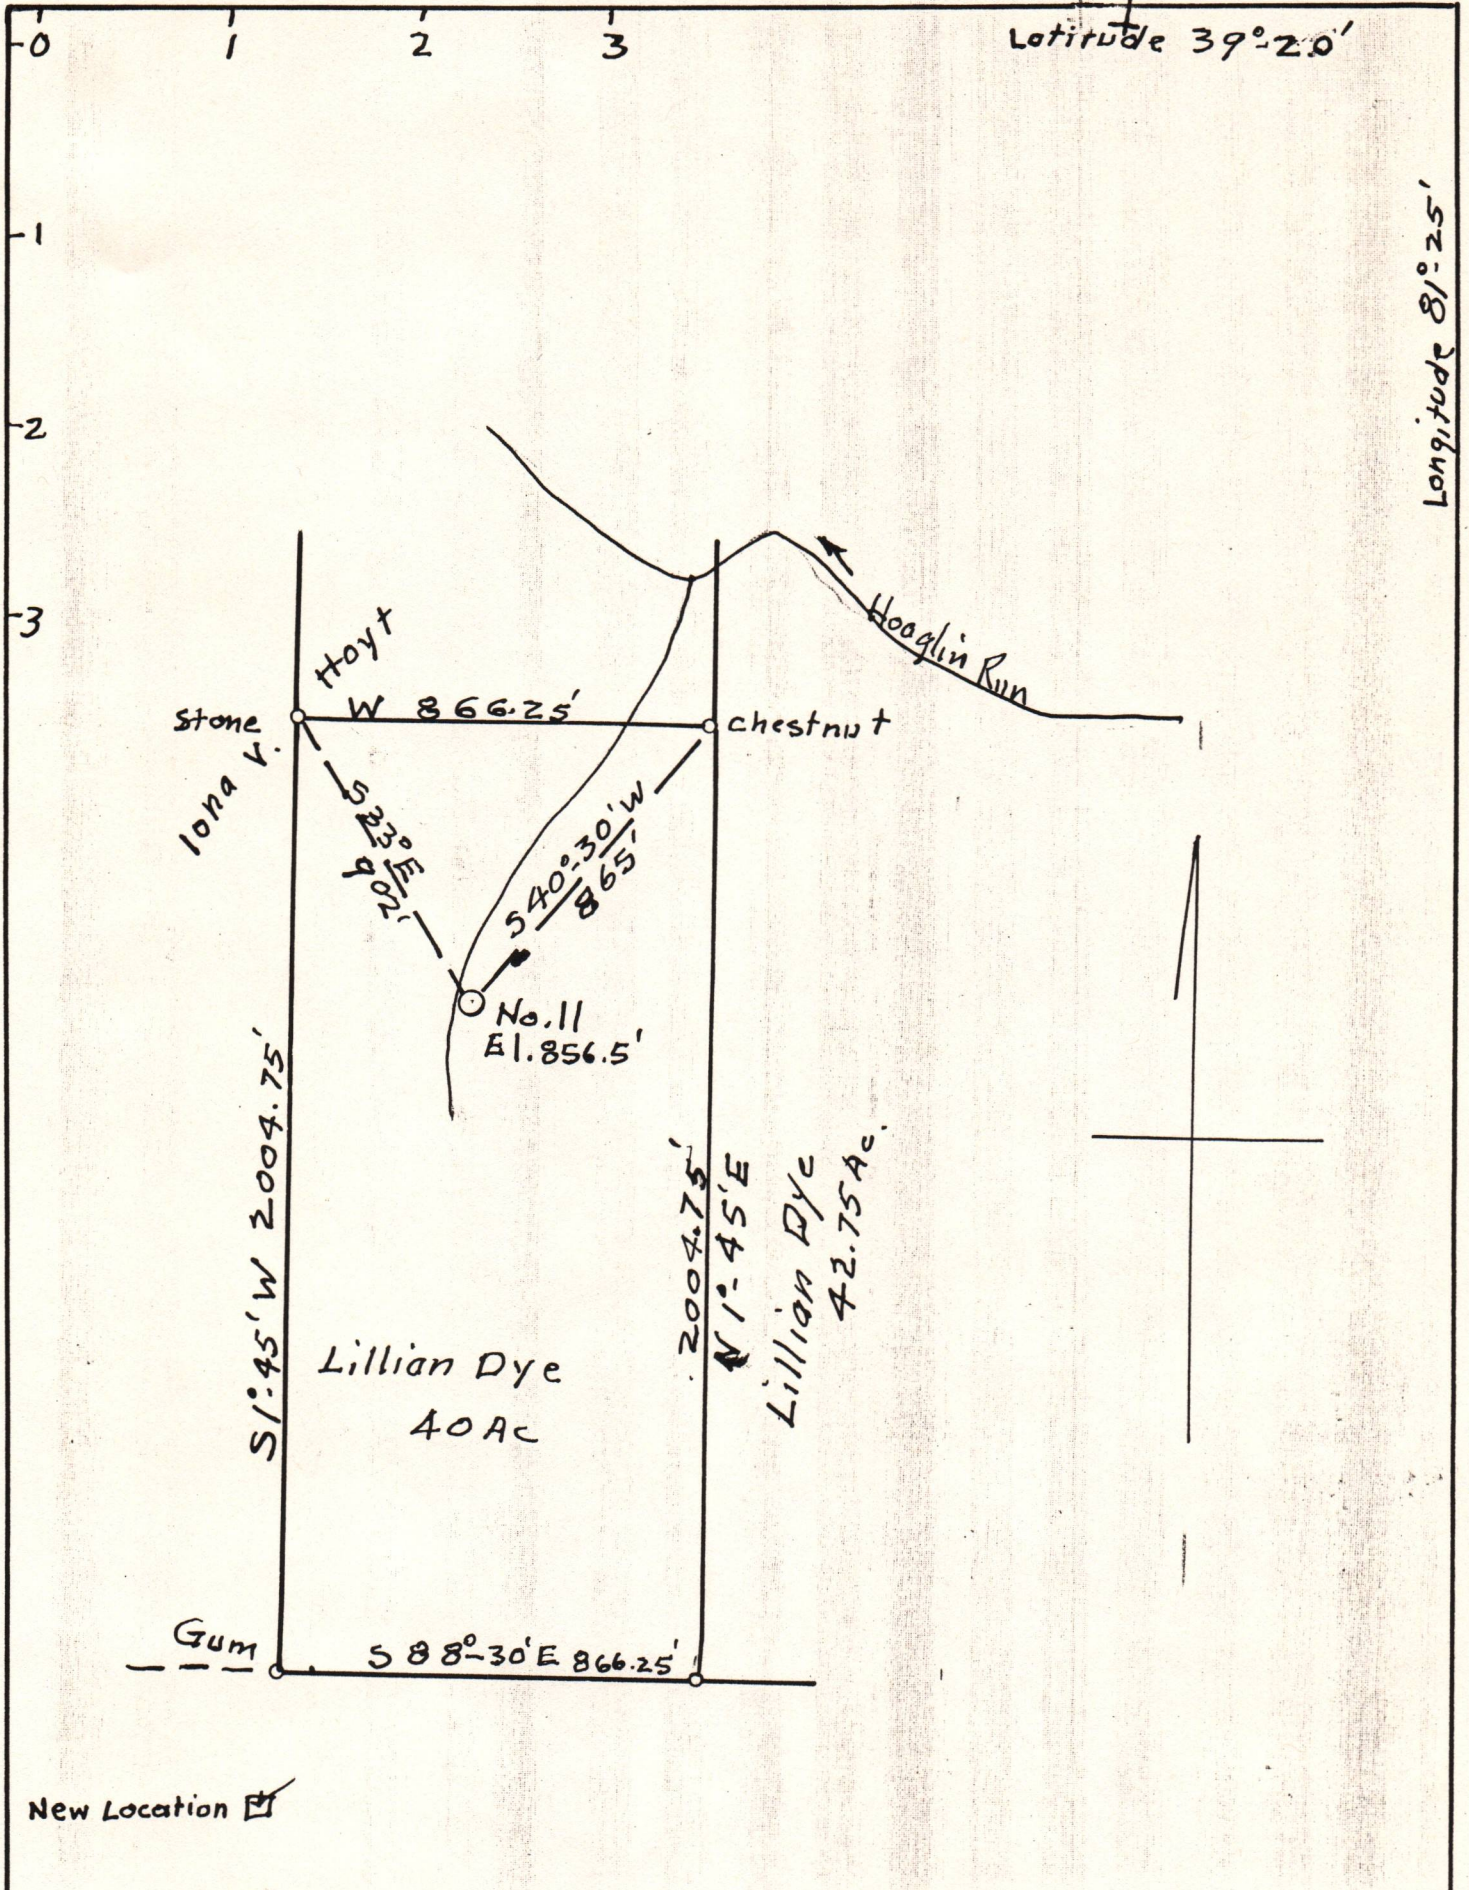 0 1 2 3
Latitude 39°-20'
1
2
3
Longitude 81°-25'
Hoaglin Run
Iona V. Hoyt
Stone
W 866.25'
chestnut
S 33° E
902'
S 40°-30' W
865'
No. 11
El. 856.5'
S 1°-45' W 2004.75'
2004.75'
N 1°-45' E
Lillian Dye
42.75 Ac.
Lillian Dye
40 Ac
Gum
S 88°-30' E 866.25'
New Location